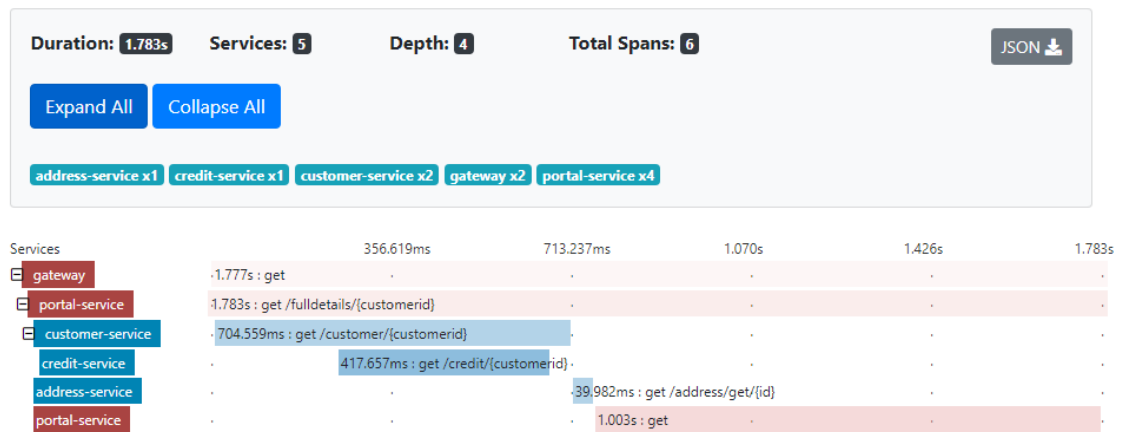 Duration: 1.783s Services: 5 Depth: 4 Total Spans: 6 JSON
Expand All Collapse All
address-service x1 credit-service x1 customer-service x2 gateway x2 portal-service x4
Services 356.619ms 713.237ms 1.070s 1.426s 1.783s
gateway 1.777s : get
portal-service 1.783s : get /fulldetails/{customerid}
customer-service 704.559ms : get /customer/{customerid}
credit-service 417.657ms : get /credit/{customerid}
address-service 39.982ms : get /address/get/{id}
portal-service 1.003s : get